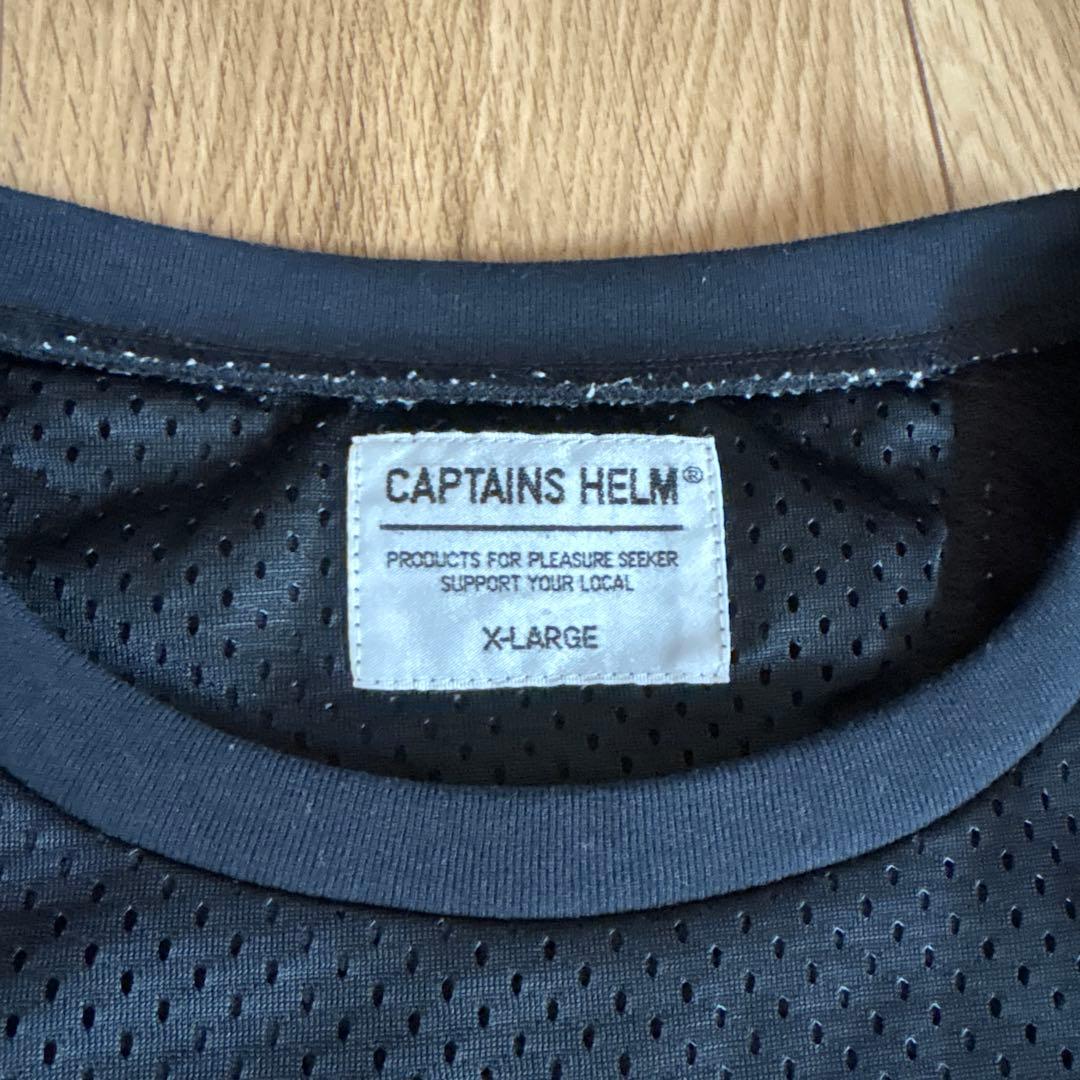 CAPTAINS HELM®
PRODUCTS FOR PLEASURE SEEKER
SUPPORT YOUR LOCAL
X-LARGE